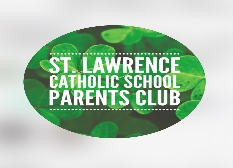 ST. LAWRENCE
CATHOLIC SCHOOL
PARENTS CLUB